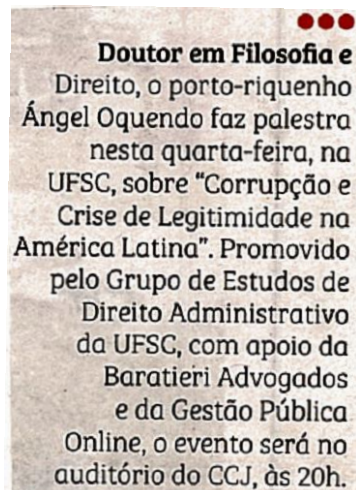 Doutor em Filosofia e
Direito, o porto-riquenho
Ángel Oquendo faz palestra
nesta quarta-feira, na
UFSC, sobre “Corrupção e
Crise de Legitimidade na
América Latina”. Promovido
pelo Grupo de Estudos de
Direito Administrativo
da UFSC, com apoio da
Baratieri Advogados
e da Gestão Pública
Online, o evento será no
auditório do CCJ, às 20h.